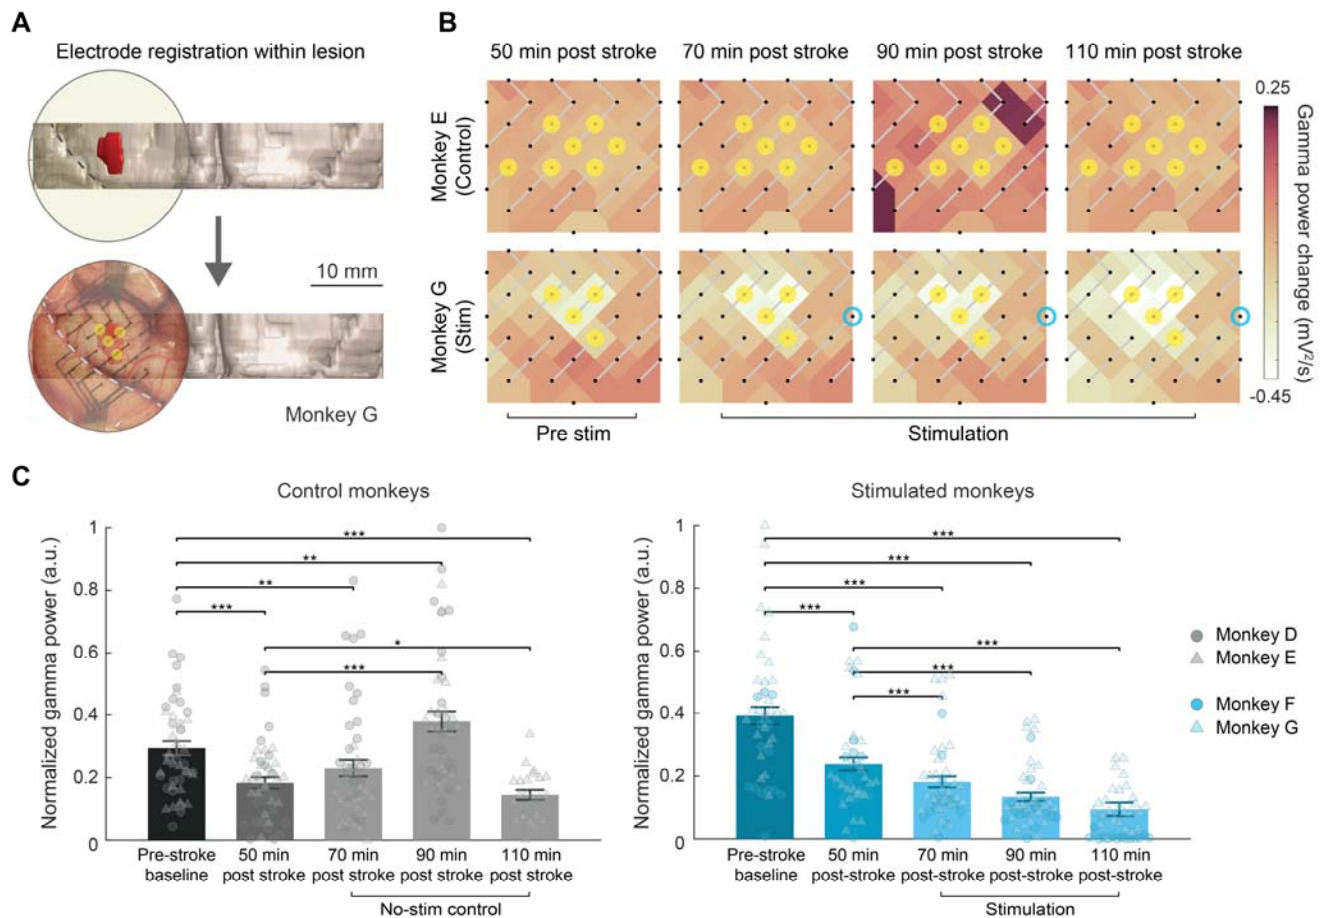 A
Electrode registration within lesion
10 mm
Monkey G
B
50 min post stroke
70 min post stroke
90 min post stroke
110 min post stroke
Monkey E
(Control)
Monkey G
(Stim)
0.25
Gamma power change (mV²/s)
-0.45
Pre stim
Stimulation
C
Control monkeys
Normalized gamma power (a.u.)
1
0.8
0.6
0.4
0.2
0
***
**
**
***
*
***
Pre-stroke
baseline
50 min
post stroke
70 min
post stroke
90 min
post stroke
110 min
post stroke
No-stim control
Stimulated monkeys
Normalized gamma power (a.u.)
1
0.8
0.6
0.4
0.2
0
***
***
***
***
***
***
***
Pre-stroke
baseline
50 min
post-stroke
70 min
post-stroke
90 min
post-stroke
110 min
post-stroke
Stimulation
Monkey D
Monkey E
Monkey F
Monkey G